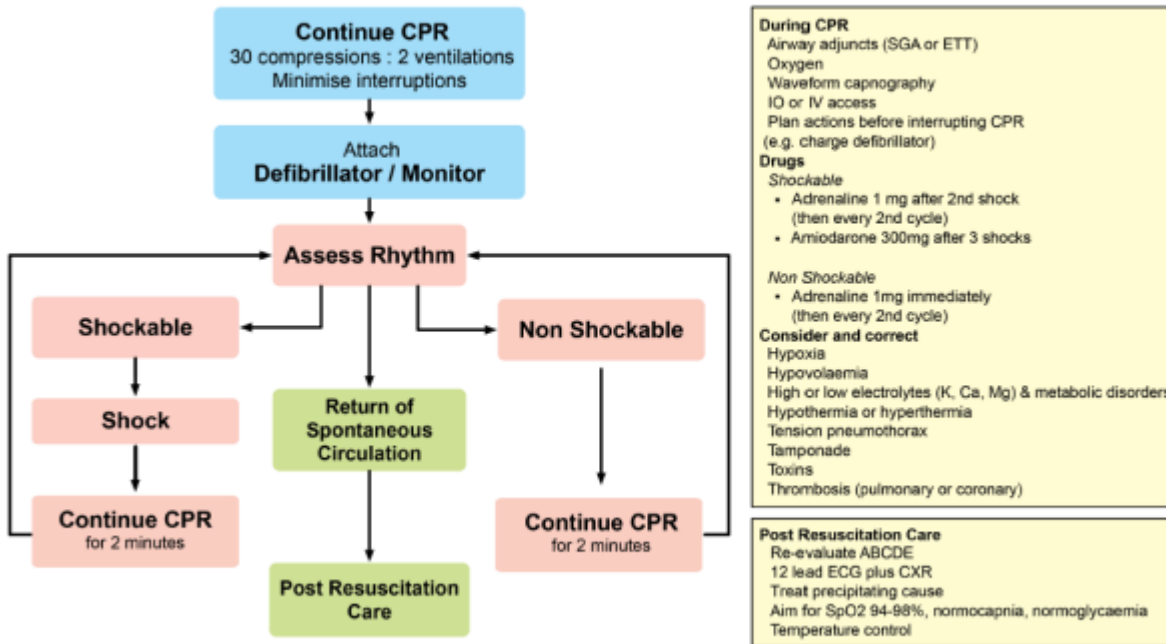 Continue CPR
30 compressions : 2 ventilations
Minimise interruptions
Attach
Defibrillator / Monitor
Assess Rhythm
Shockable
Non Shockable
Shock
Return of
Spontaneous
Circulation
Continue CPR
for 2 minutes
Continue CPR
for 2 minutes
Post Resuscitation
Care
During CPR
Airway adjuncts (SGA or ETT)
Oxygen
Waveform capnography
IO or IV access
Plan actions before interrupting CPR
(e.g. charge defibrillator)
Drugs
Shockable
• Adrenaline 1 mg after 2nd shock
(then every 2nd cycle)
• Amiodarone 300mg after 3 shocks
Non Shockable
• Adrenaline 1mg immediately
(then every 2nd cycle)
Consider and correct
Hypoxia
Hypovolaemia
High or low electrolytes (K, Ca, Mg) & metabolic disorders
Hypothermia or hyperthermia
Tension pneumothorax
Tamponade
Toxins
Thrombosis (pulmonary or coronary)
Post Resuscitation Care
Re-evaluate ABCDE
12 lead ECG plus CXR
Treat precipitating cause
Aim for SpO2 94-98%, normocapnia, normoglycaemia
Temperature control